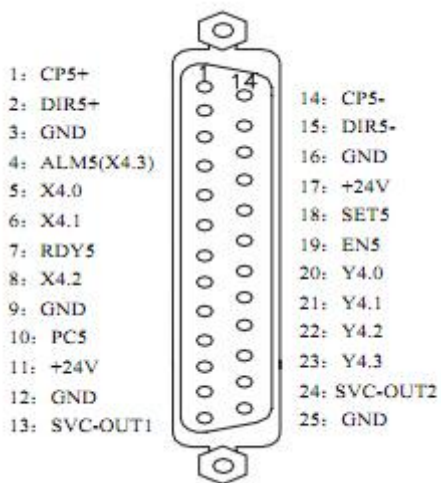 1: CP5+
2: DIR5+
3: GND
4: ALM5(X4.3)
5: X4.0
6: X4.1
7: RDY5
8: X4.2
9: GND
10: PC5
11: +24V
12: GND
13: SVC-OUT1
1
14
14: CP5-
15: DIR5-
16: GND
17: +24V
18: SET5
19: EN5
20: Y4.0
21: Y4.1
22: Y4.2
23: Y4.3
24: SVC-OUT2
25: GND